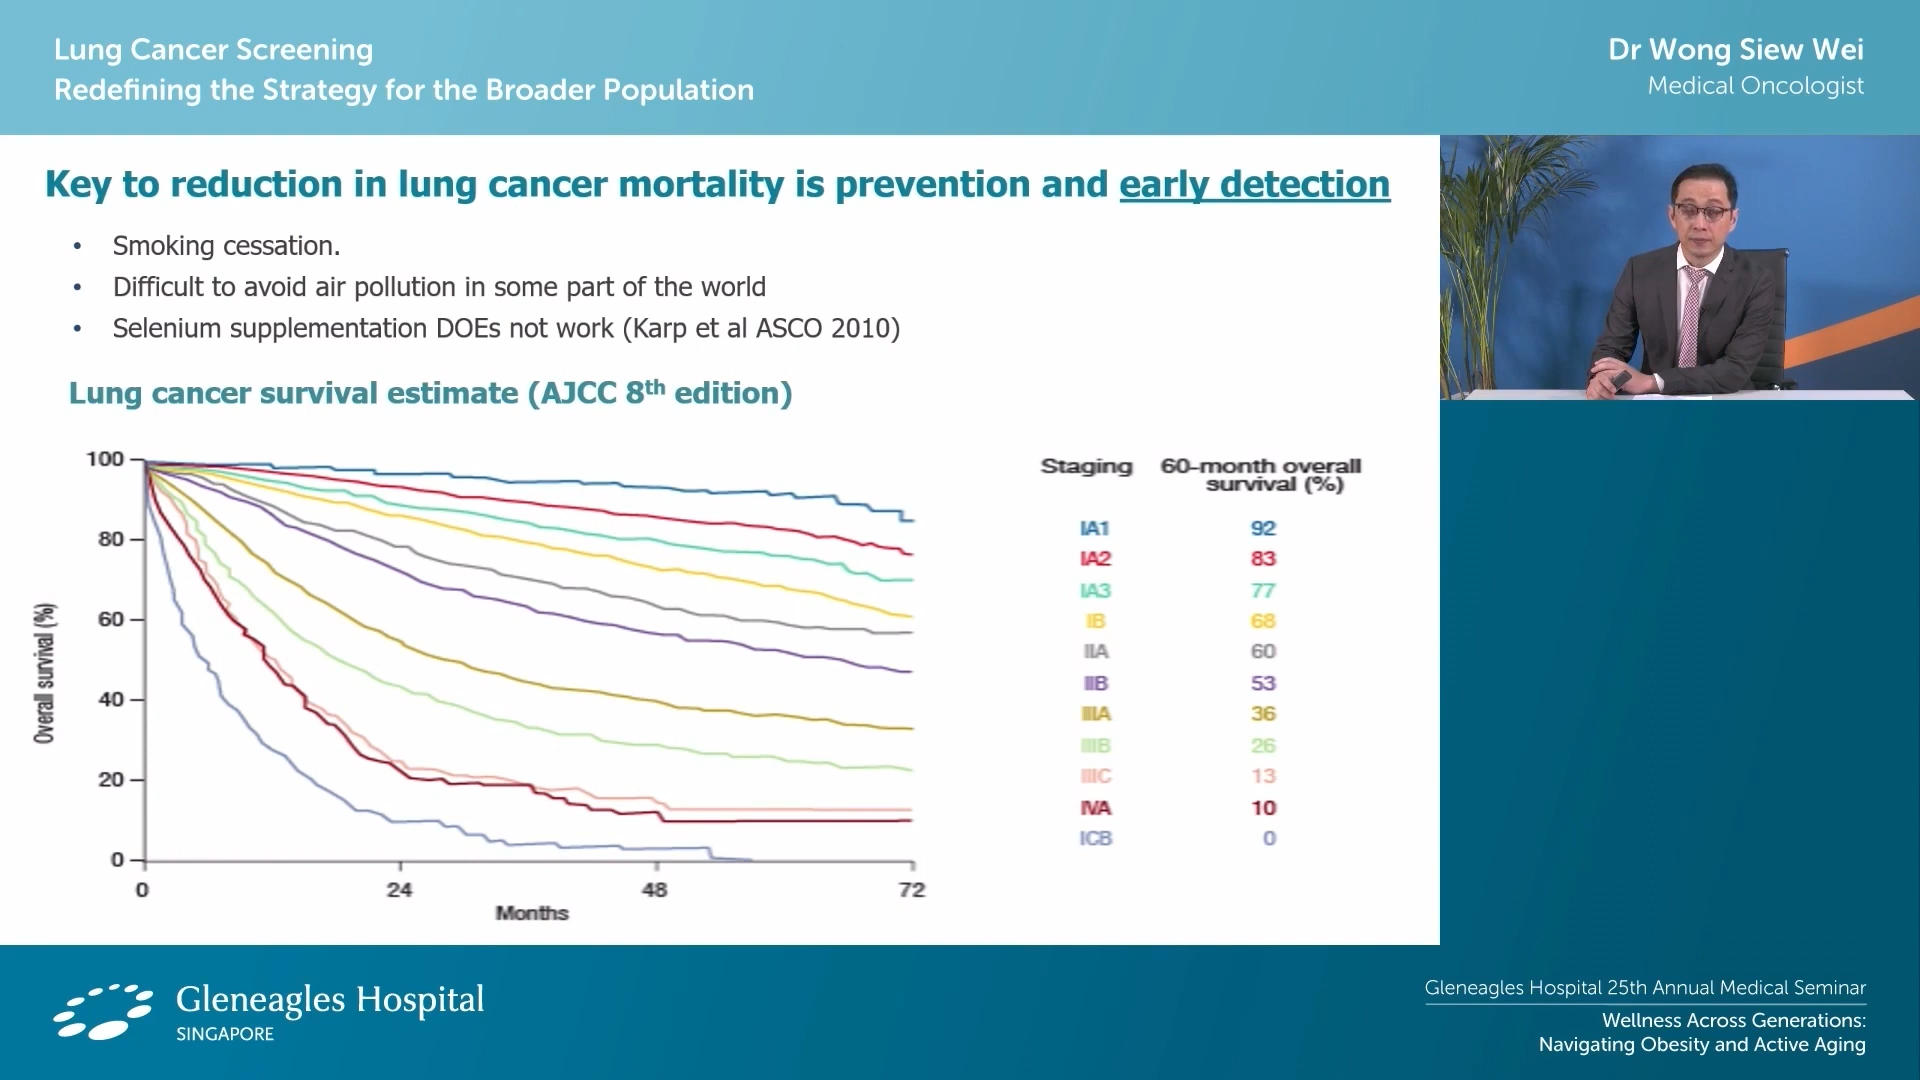 Lung Cancer Screening
Redefining the Strategy for the Broader Population
Dr Wong Siew Wei
Medical Oncologist
Key to reduction in lung cancer mortality is prevention and early detection
• Smoking cessation.
• Difficult to avoid air pollution in some part of the world
• Selenium supplementation DOEs not work (Karp et al ASCO 2010)
Lung cancer survival estimate (AJCC 8th edition)
Overall survival (%)
100
80
60
40
20
0
0 24 48 72
Months
Staging 60-month overall
survival (%)
IA1 92
IA2 83
IA3 77
IB 68
IIA 60
IIB 53
IIIA 36
IIIB 26
IIIC 13
IVA 10
ICB 0
Gleneagles Hospital
SINGAPORE
Gleneagles Hospital 25th Annual Medical Seminar
Wellness Across Generations:
Navigating Obesity and Active Aging